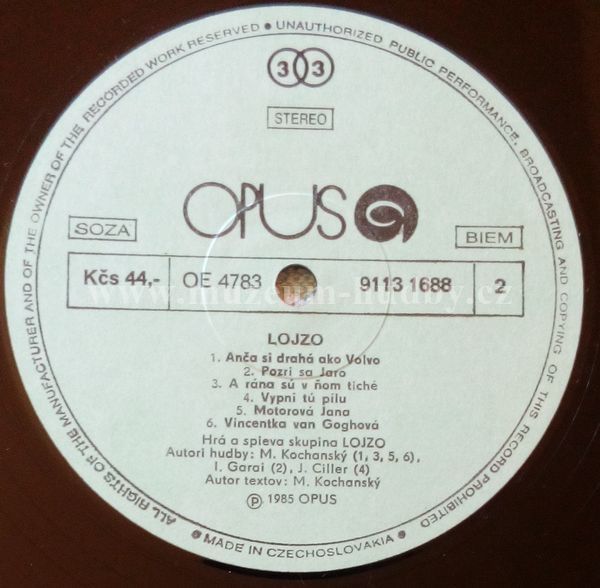 ALL RIGHTS OF THE MANUFACTURER AND OF THE OWNER OF THE RECORDED WORK RESERVED ● UNAUTHORIZED PUBLIC PERFORMANCE, BROADCASTING AND COPYING OF THIS RECORD PROHIBITED
● MADE IN CZECHOSLOVAKIA ●
33
STEREO
OPUS
SOZA
BIEM
Kčs 44,- OE 4783 9113 1688 2
www.muzeum-hudby.cz
LOJZO
1. Anča si drahá ako Volvo
2. Pozri sa Jaro
3. A rána sú v ňom tiché
4. Vypni tú pílu
5. Motorová Jana
6. Vincentka van Goghová
Hrá a spieva skupina LOJZO
Autori hudby: M. Kochanský (1, 3, 5, 6),
I. Garai (2), J. Ciller (4)
Autor textov: M. Kochanský
Ⓟ 1985 OPUS